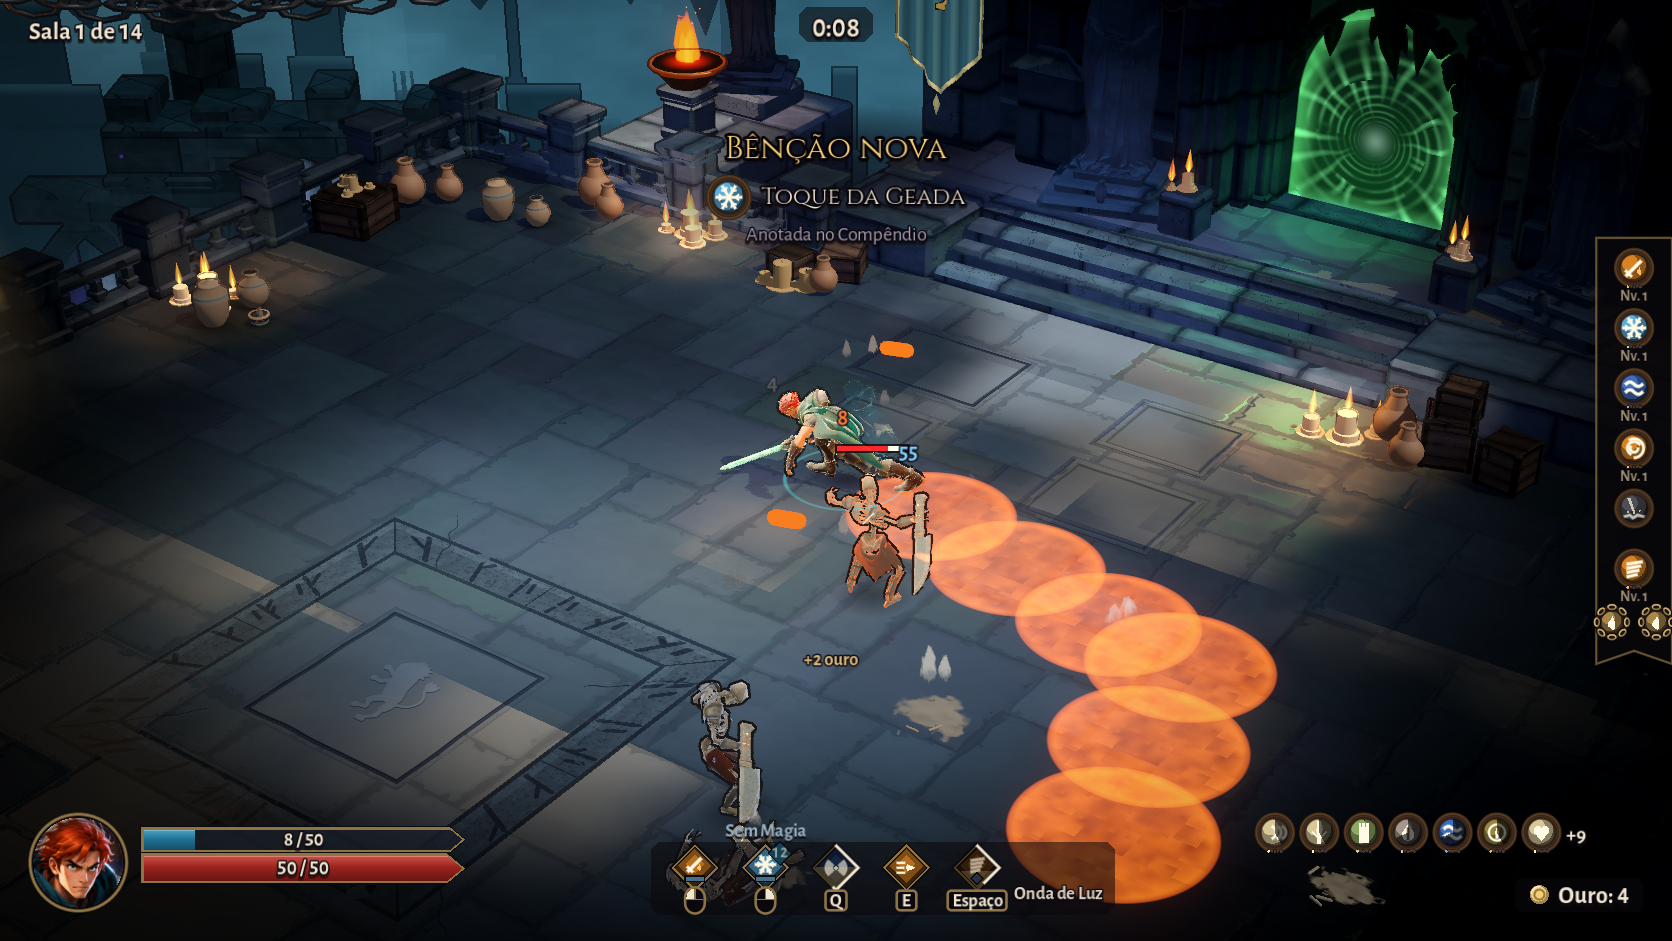 Sala 1 de 14
0:08
BÊNÇÃO NOVA
TOQUE DA GEADA
Anotada no Compêndio
Nv. 1
Nv. 1
Nv. 1
Nv. 1
Nv. 1
4
8
55
+2 ouro
Sem Magia
12
8/50
50/50
Q
E
Espaço
Onda de Luz
+9
Ouro: 4